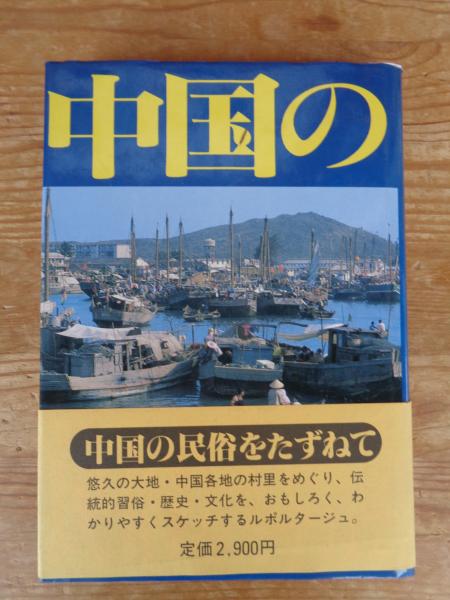 中国の
中国の民俗をたずねて
悠久の大地・中国各地の村里をめぐり、伝
統的習俗・歴史・文化を、おもしろく、わ
かりやすくスケッチするルポルタージュ。
定価2,900円